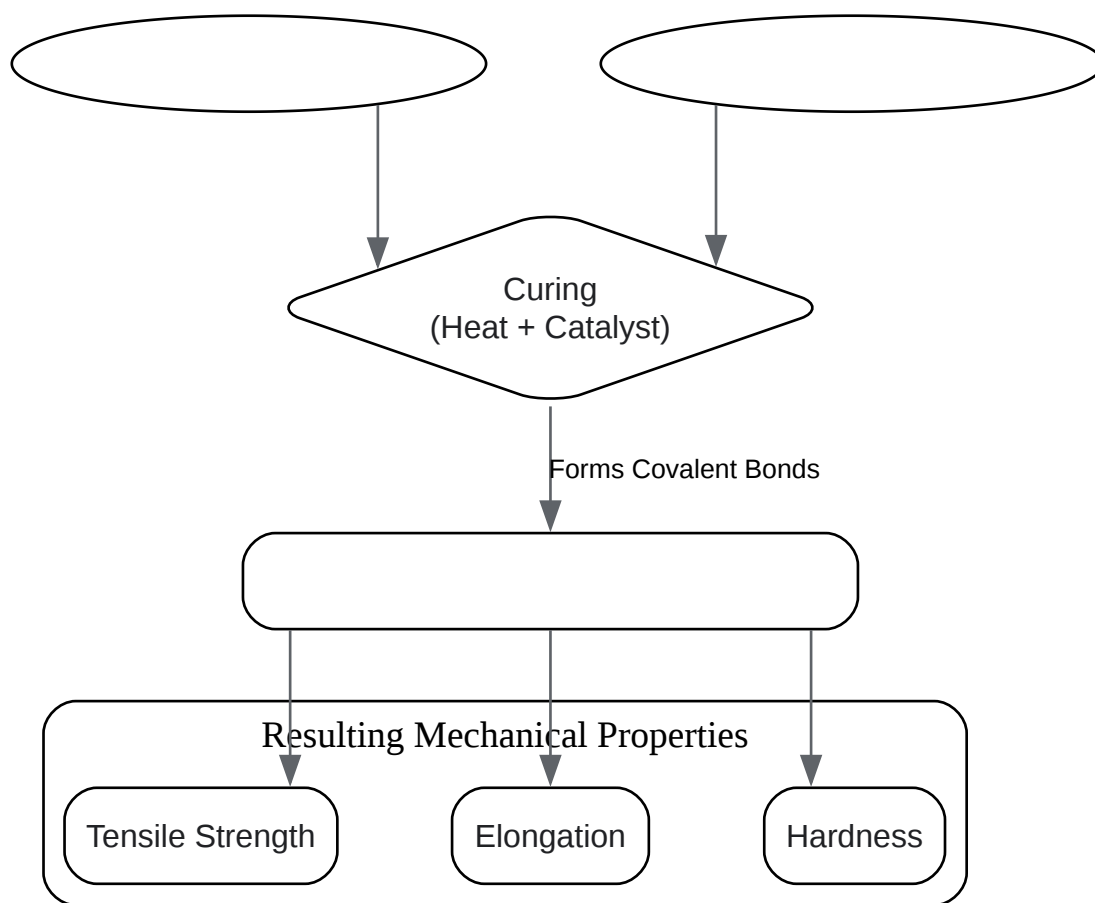 Curing
(Heat + Catalyst)
Forms Covalent Bonds
Resulting Mechanical Properties
Tensile Strength
Elongation
Hardness